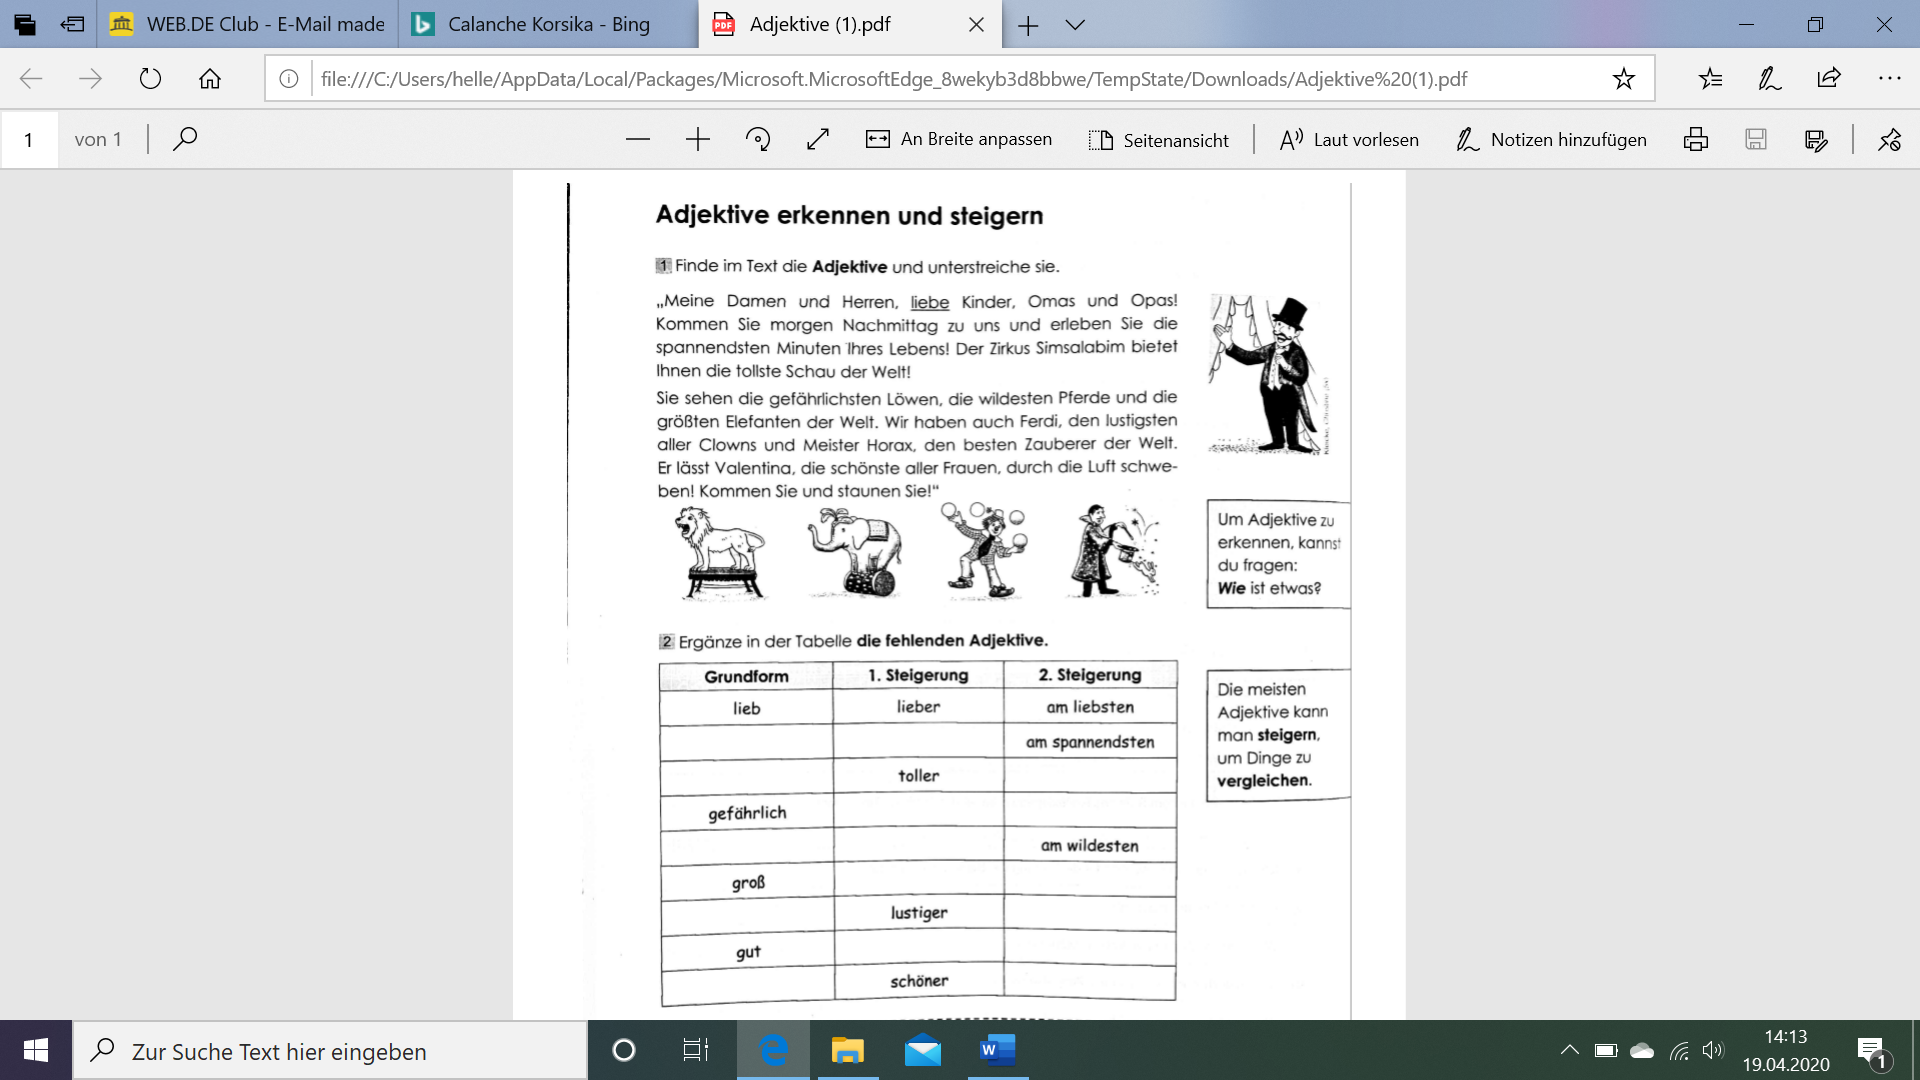 WEB.DE Club - E-Mail made
Calanche Korsika - Bing
PDF
Adjektive (1).pdf
file:///C:/Users/helle/AppData/Local/Packages/Microsoft.MicrosoftEdge_8wekyb3d8bbwe/TempState/Downloads/Adjektive%20(1).pdf
1 von 1
An Breite anpassen
Seitenansicht
Laut vorlesen
Notizen hinzufügen
Adjektive erkennen und steigern
1 Finde im Text die Adjektive und unterstreiche sie.
„Meine Damen und Herren, liebe Kinder, Omas und Opas!
Kommen Sie morgen Nachmittag zu uns und erleben Sie die
spannendsten Minuten Ihres Lebens! Der Zirkus Simsalabim bietet
Ihnen die tollste Schau der Welt!
Sie sehen die gefährlichsten Löwen, die wildesten Pferde und die
größten Elefanten der Welt. Wir haben auch Ferdi, den lustigsten
aller Clowns und Meister Horax, den besten Zauberer der Welt.
Er lässt Valentina, die schönste aller Frauen, durch die Luft schwe-
ben! Kommen Sie und staunen Sie!“
Um Adjektive zu
erkennen, kannst
du fragen:
Wie ist etwas?
2 Ergänze in der Tabelle die fehlenden Adjektive.
Grundform 1. Steigerung 2. Steigerung
lieb lieber am liebsten
am spannendsten
toller
gefährlich
am wildesten
groß
lustiger
gut
schöner
Die meisten
Adjektive kann
man steigern,
um Dinge zu
vergleichen.
Zur Suche Text hier eingeben
W
14:13
19.04.2020
1